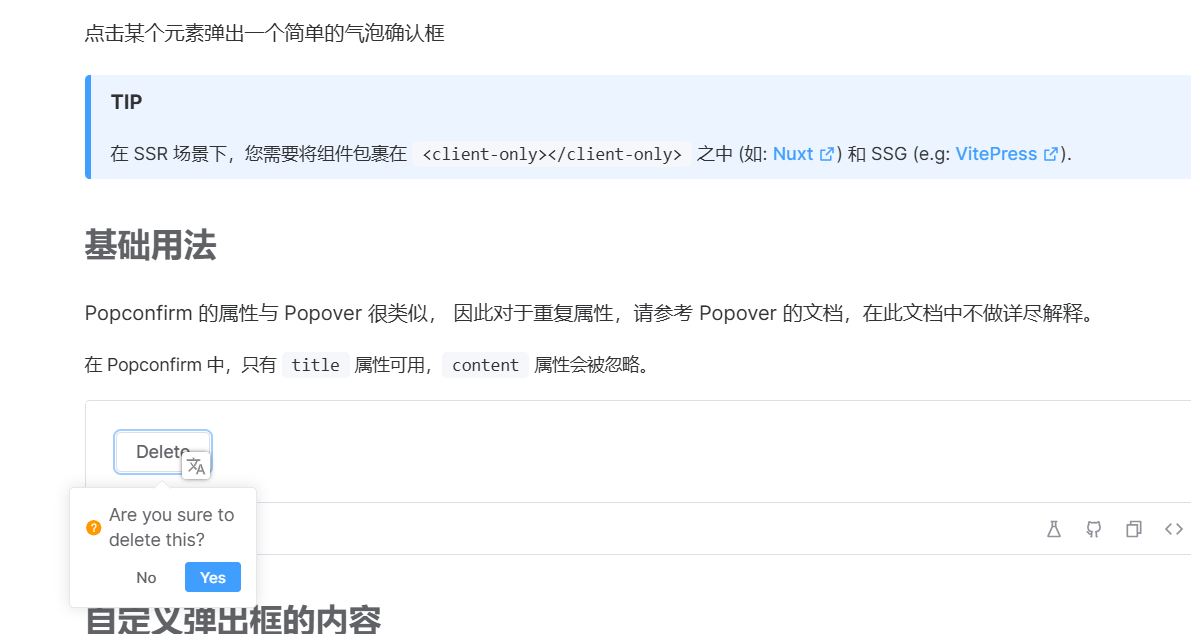 点击某个元素弹出一个简单的气泡确认框
TIP
在 SSR 场景下，您需要将组件包裹在 <client-only></client-only> 之中 (如: Nuxt) 和 SSG (e.g: VitePress).
基础用法
Popconfirm 的属性与 Popover 很类似， 因此对于重复属性，请参考 Popover 的文档，在此文档中不做详尽解释。
在 Popconfirm 中，只有 title 属性可用，content 属性会被忽略。
Delete
Are you sure to
delete this?
No Yes
自定义弹出框的内容